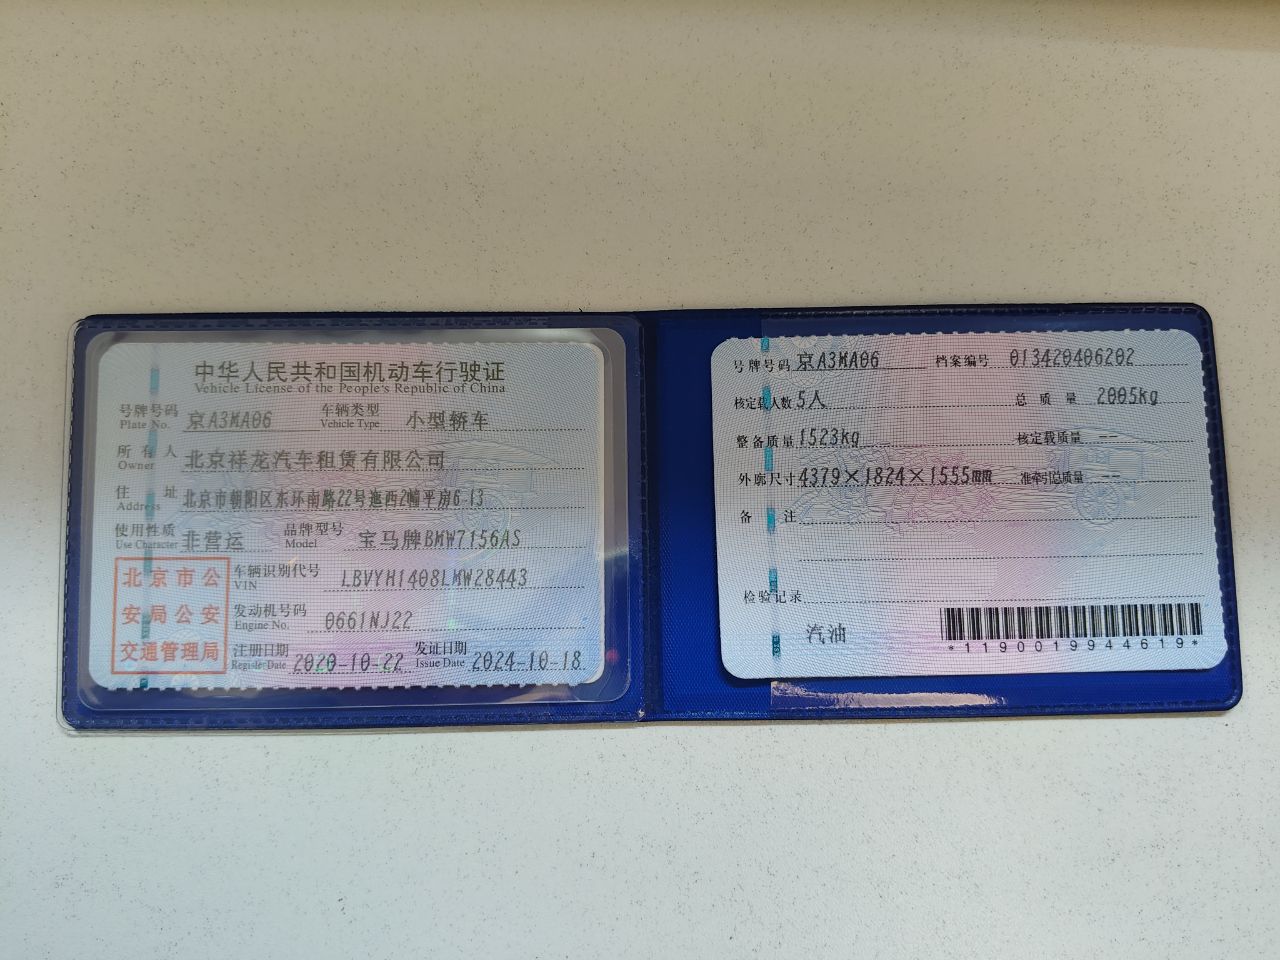 中华人民共和国机动车行驶证
Vehicle License of the People's Republic of China
号牌号码 Plate No. 京A3MA06 车辆类型 Vehicle Type 小型轿车
所有人 Owner 北京祥龙汽车租赁有限公司
住址 Address 北京市朝阳区东环南路22号迤西2幢平房6-13
使用性质 Use Character 非营运 品牌型号 Model 宝马牌BMW7156AS
北京市公安局公安交通管理局
车辆识别代号 VIN LBVYH1408LMW28443
发动机号码 Engine No. 0661NJ22
注册日期 Register Date 2020-10-22 发证日期 Issue Date 2024-10-18
号牌号码 京A3MA06 档案编号 013420406202
核定载人数 5人 总质量 2005kg
整备质量 1523kg 核定载质量 --
外廓尺寸 4379×1824×1555mm 准牵引总质量 --
备注
检验记录
汽油
*1190019944619*